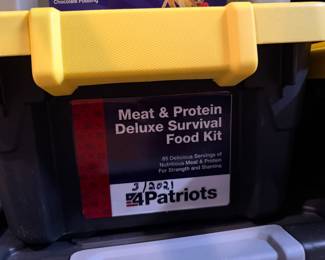 Chocolate Pudding
Meat & Protein
Deluxe Survival
Food Kit
85 Delicious Servings of
Nutritious Meat & Protein
For Strength and Stamina
3/2021
4Patriots